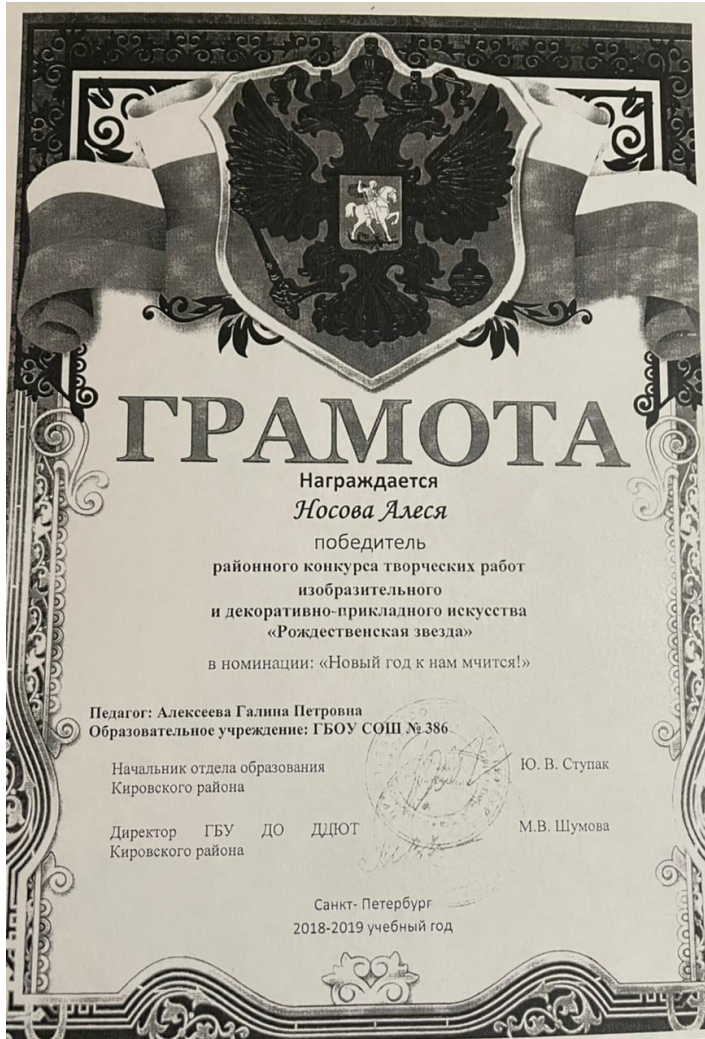 ГРАМОТА
Награждается
Носова Алеся
победитель
районного конкурса творческих работ
изобразительного
и декоративно-прикладного искусства
«Рождественская звезда»
в номинации: «Новый год к нам мчится!»
Педагог: Алексеева Галина Петровна
Образовательное учреждение: ГБОУ СОШ № 386
Начальник отдела образования Ю. В. Ступак
Кировского района
Директор ГБУ ДО ДДЮТ М.В. Шумова
Кировского района
Санкт- Петербург
2018-2019 учебный год